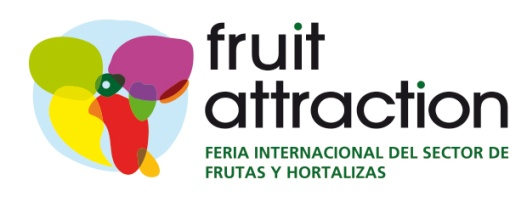 fruit
attraction
FERIA INTERNACIONAL DEL SECTOR DE
FRUTAS Y HORTALIZAS